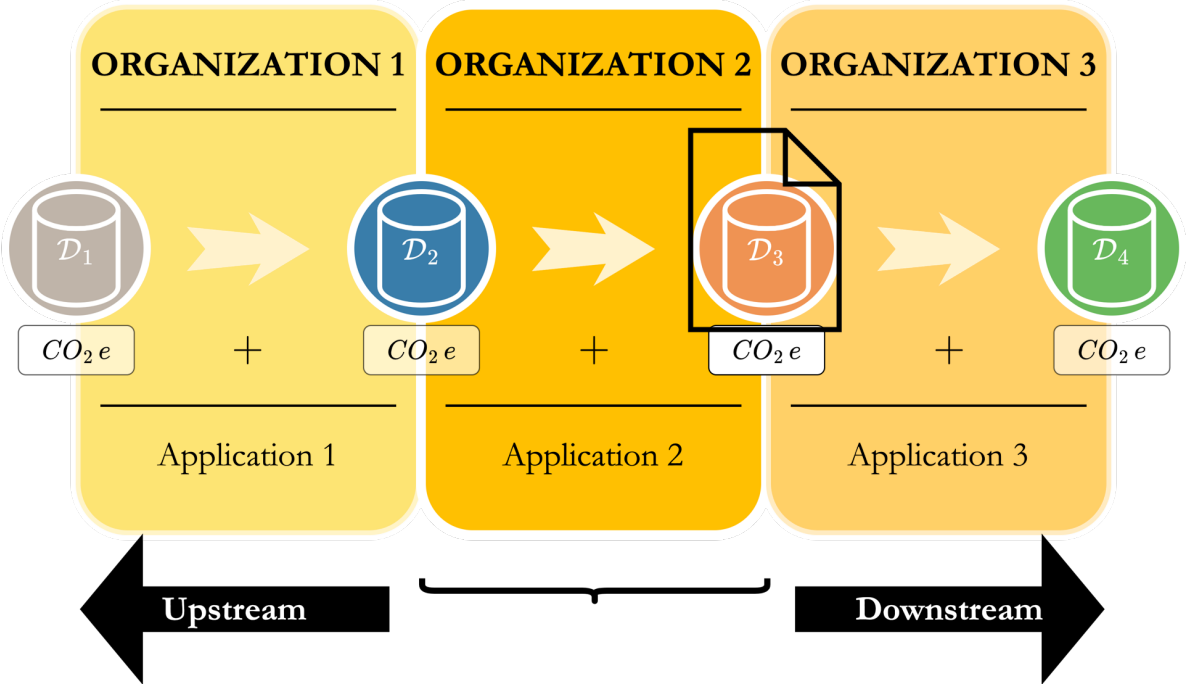 ORGANIZATION 1 ORGANIZATION 2 ORGANIZATION 3
𝒟₁ 𝒟₂ 𝒟₃ 𝒟₄
CO₂ e + CO₂ e + CO₂ e + CO₂ e
Application 1 Application 2 Application 3
Upstream Downstream